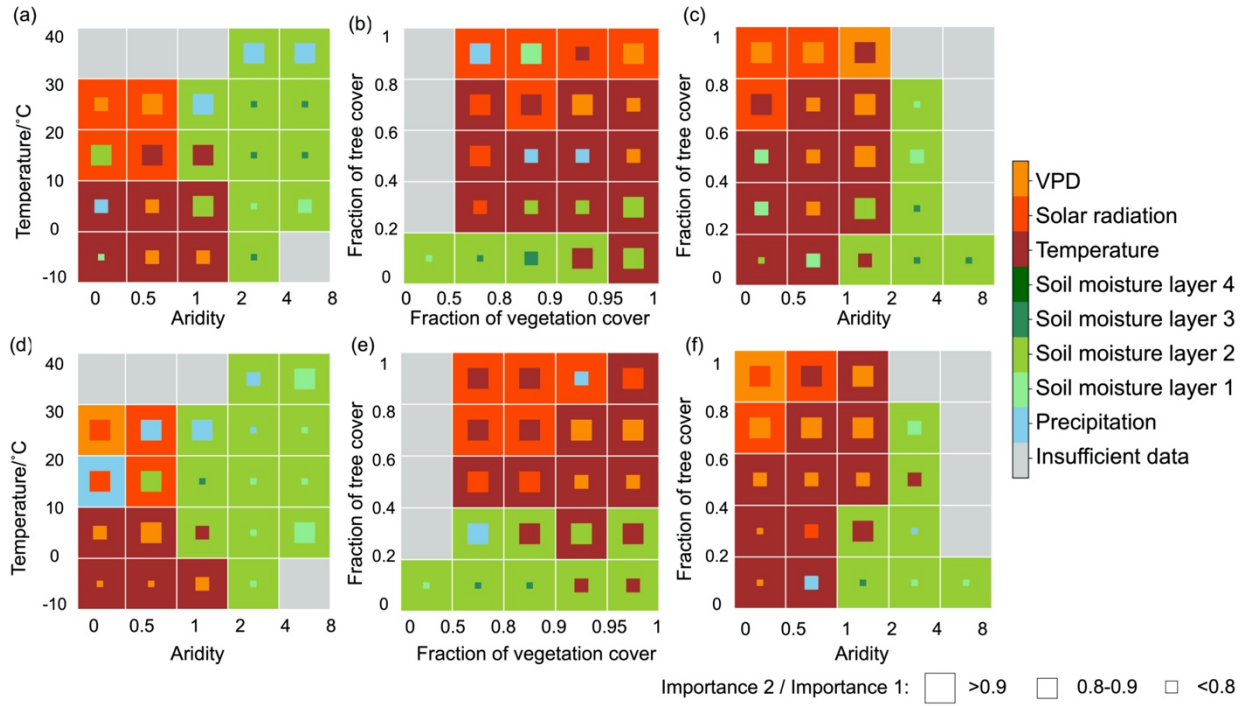 (a)
40
30
20
10
0
-10
Temperature/°C
0 0.5 1 2 4 8
Aridity
(b)
1
0.8
0.6
0.4
0.2
0
Fraction of tree cover
0 0.5 0.8 0.9 0.95 1
Fraction of vegetation cover
(c)
1
0.8
0.6
0.4
0.2
0
Fraction of tree cover
0 0.5 1 2 4 8
Aridity
VPD
Solar radiation
Temperature
Soil moisture layer 4
Soil moisture layer 3
Soil moisture layer 2
Soil moisture layer 1
Precipitation
Insufficient data
(d)
40
30
20
10
0
-10
Temperature/°C
0 0.5 1 2 4 8
Aridity
(e)
1
0.8
0.6
0.4
0.2
0
Fraction of tree cover
0 0.5 0.8 0.9 0.95 1
Fraction of vegetation cover
(f)
1
0.8
0.6
0.4
0.2
0
Fraction of tree cover
0 0.5 1 2 4 8
Aridity
Importance 2 / Importance 1: >0.9 0.8-0.9 <0.8